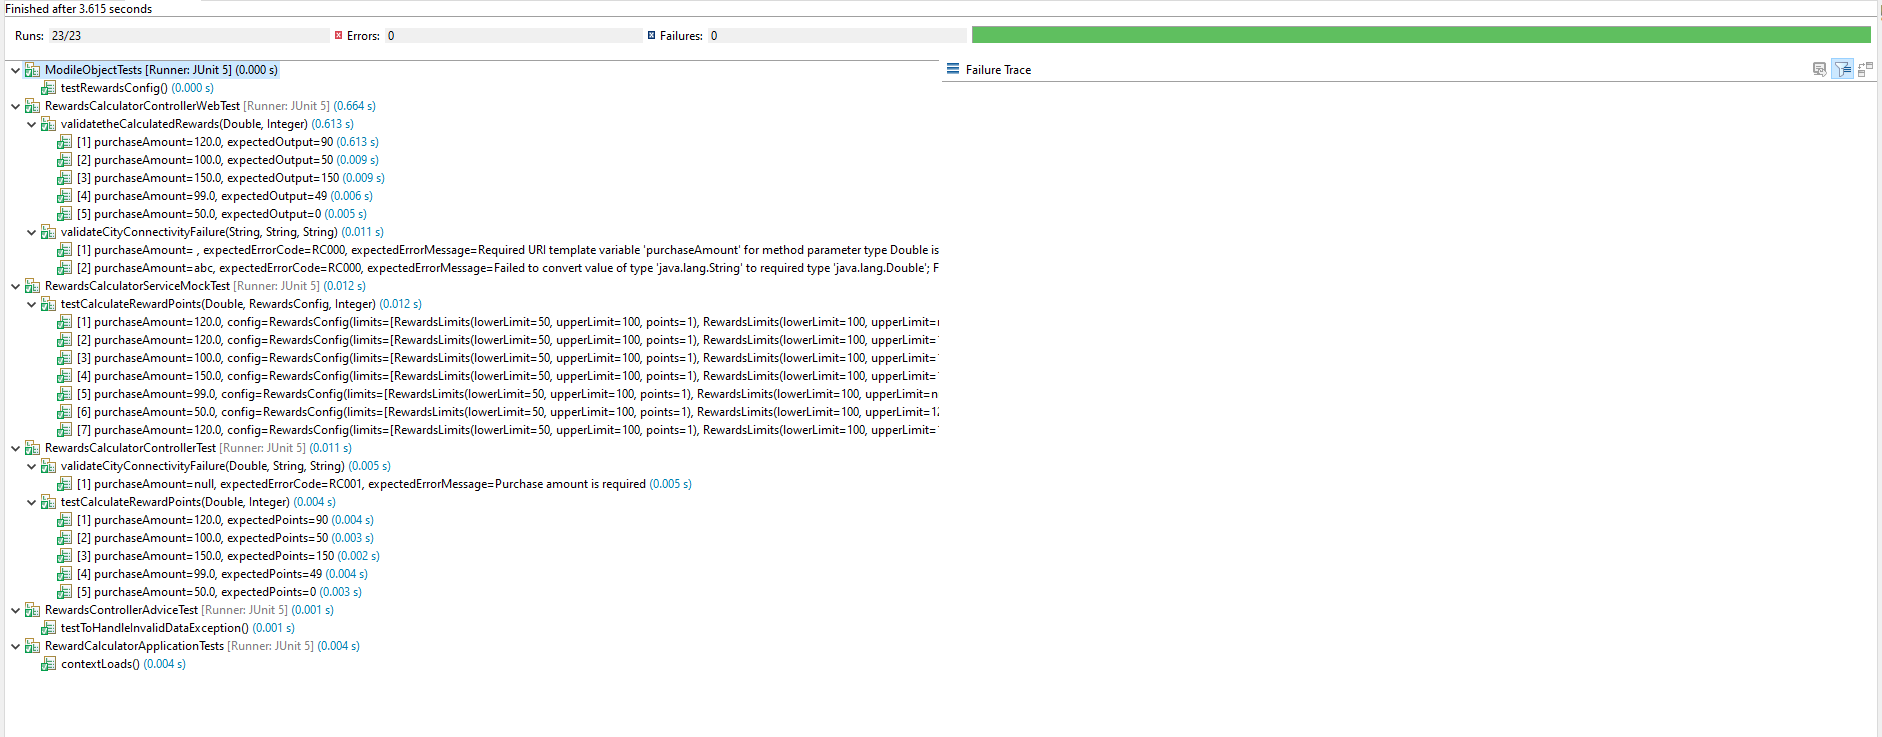 Finished after 3.615 seconds
Runs: 23/23 Errors: 0 Failures: 0
ModileObjectTests [Runner: JUnit 5] (0.000 s)
Failure Trace
testRewardsConfig() (0.000 s)
RewardsCalculatorControllerWebTest [Runner: JUnit 5] (0.664 s)
validatetheCalculatedRewards(Double, Integer) (0.613 s)
[1] purchaseAmount=120.0, expectedOutput=90 (0.613 s)
[2] purchaseAmount=100.0, expectedOutput=50 (0.009 s)
[3] purchaseAmount=150.0, expectedOutput=150 (0.009 s)
[4] purchaseAmount=99.0, expectedOutput=49 (0.006 s)
[5] purchaseAmount=50.0, expectedOutput=0 (0.005 s)
validateCityConnectivityFailure(String, String, String) (0.011 s)
[1] purchaseAmount= , expectedErrorCode=RC000, expectedErrorMessage=Required URI template variable 'purchaseAmount' for method parameter type Double is
[2] purchaseAmount=abc, expectedErrorCode=RC000, expectedErrorMessage=Failed to convert value of type 'java.lang.String' to required type 'java.lang.Double'; F
RewardsCalculatorServiceMockTest [Runner: JUnit 5] (0.012 s)
testCalculateRewardPoints(Double, RewardsConfig, Integer) (0.012 s)
[1] purchaseAmount=120.0, config=RewardsConfig(limits=[RewardsLimits(lowerLimit=50, upperLimit=100, points=1), RewardsLimits(lowerLimit=100, upperLimit=
[2] purchaseAmount=120.0, config=RewardsConfig(limits=[RewardsLimits(lowerLimit=50, upperLimit=100, points=1), RewardsLimits(lowerLimit=100, upperLimit=
[3] purchaseAmount=100.0, config=RewardsConfig(limits=[RewardsLimits(lowerLimit=50, upperLimit=100, points=1), RewardsLimits(lowerLimit=100, upperLimit=
[4] purchaseAmount=150.0, config=RewardsConfig(limits=[RewardsLimits(lowerLimit=50, upperLimit=100, points=1), RewardsLimits(lowerLimit=100, upperLimit=
[5] purchaseAmount=99.0, config=RewardsConfig(limits=[RewardsLimits(lowerLimit=50, upperLimit=100, points=1), RewardsLimits(lowerLimit=100, upperLimit=n
[6] purchaseAmount=50.0, config=RewardsConfig(limits=[RewardsLimits(lowerLimit=50, upperLimit=100, points=1), RewardsLimits(lowerLimit=100, upperLimit=12
[7] purchaseAmount=120.0, config=RewardsConfig(limits=[RewardsLimits(lowerLimit=50, upperLimit=100, points=1), RewardsLimits(lowerLimit=100, upperLimit=
RewardsCalculatorControllerTest [Runner: JUnit 5] (0.011 s)
validateCityConnectivityFailure(Double, String, String) (0.005 s)
[1] purchaseAmount=null, expectedErrorCode=RC001, expectedErrorMessage=Purchase amount is required (0.005 s)
testCalculateRewardPoints(Double, Integer) (0.004 s)
[1] purchaseAmount=120.0, expectedPoints=90 (0.004 s)
[2] purchaseAmount=100.0, expectedPoints=50 (0.003 s)
[3] purchaseAmount=150.0, expectedPoints=150 (0.002 s)
[4] purchaseAmount=99.0, expectedPoints=49 (0.004 s)
[5] purchaseAmount=50.0, expectedPoints=0 (0.003 s)
RewardsControllerAdviceTest [Runner: JUnit 5] (0.001 s)
testToHandleInvalidDataException() (0.001 s)
RewardCalculatorApplicationTests [Runner: JUnit 5] (0.004 s)
contextLoads() (0.004 s)